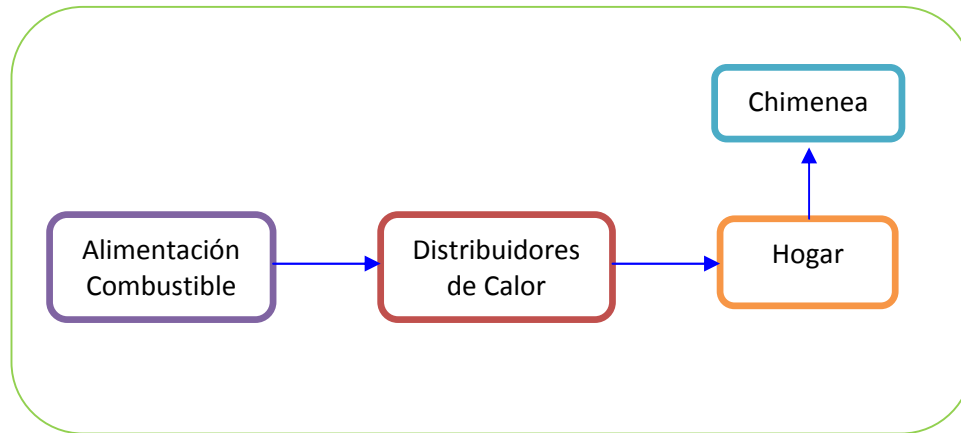 Chimenea
Alimentación
Combustible
Distribuidores
de Calor
Hogar